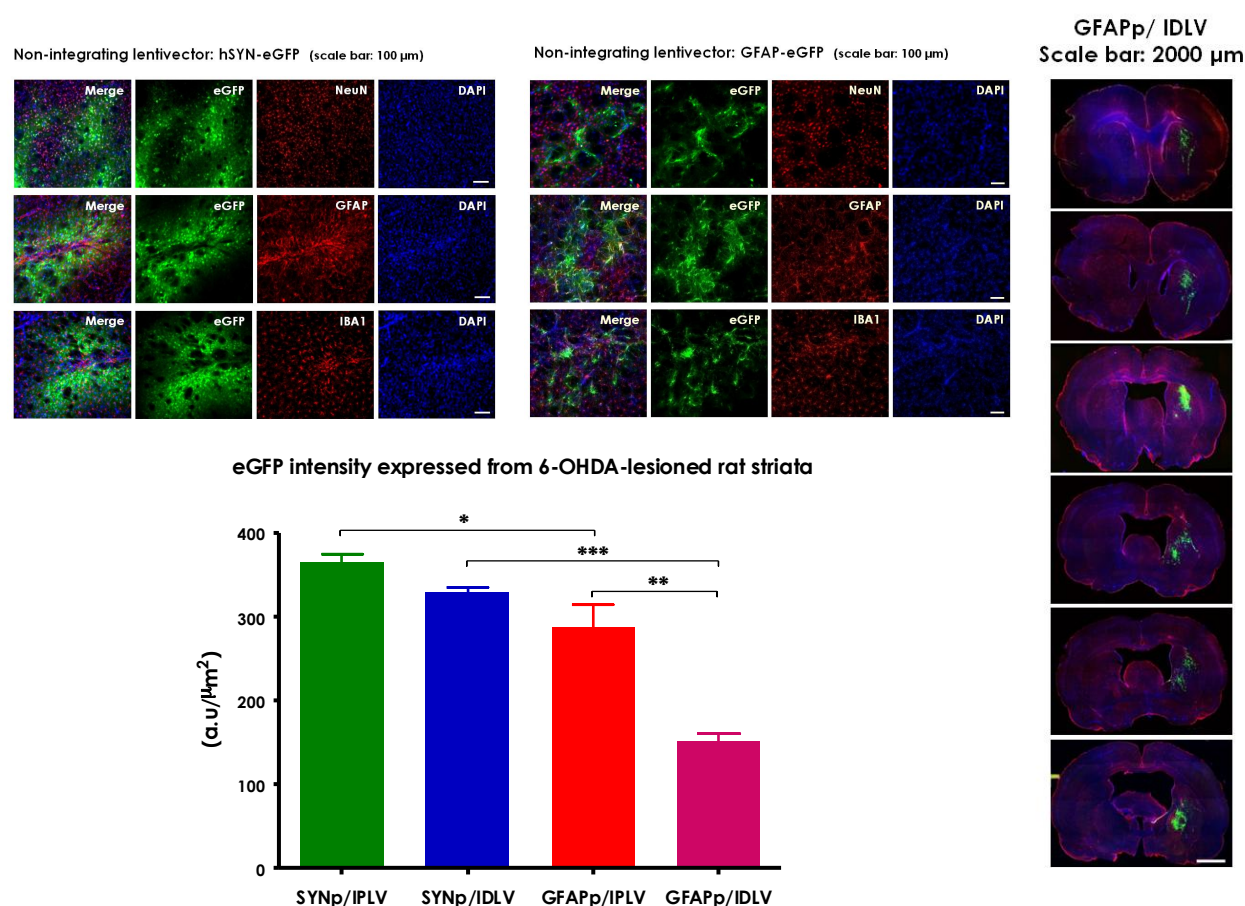 GFAPp/ IDLV
Scale bar: 2000 µm
Non-integrating lentivector: hSYN-eGFP (scale bar: 100 µm)
Non-integrating lentivector: GFAP-eGFP (scale bar: 100 µm)
Merge eGFP NeuN DAPI
Merge eGFP NeuN DAPI
Merge eGFP GFAP DAPI
Merge eGFP GFAP DAPI
Merge eGFP IBA1 DAPI
Merge eGFP IBA1 DAPI
eGFP intensity expressed from 6-OHDA-lesioned rat striata
(a.u/µm²)
400
300
200
100
0
*
***
**
SYNp/IPLV SYNp/IDLV GFAPp/IPLV GFAPp/IDLV